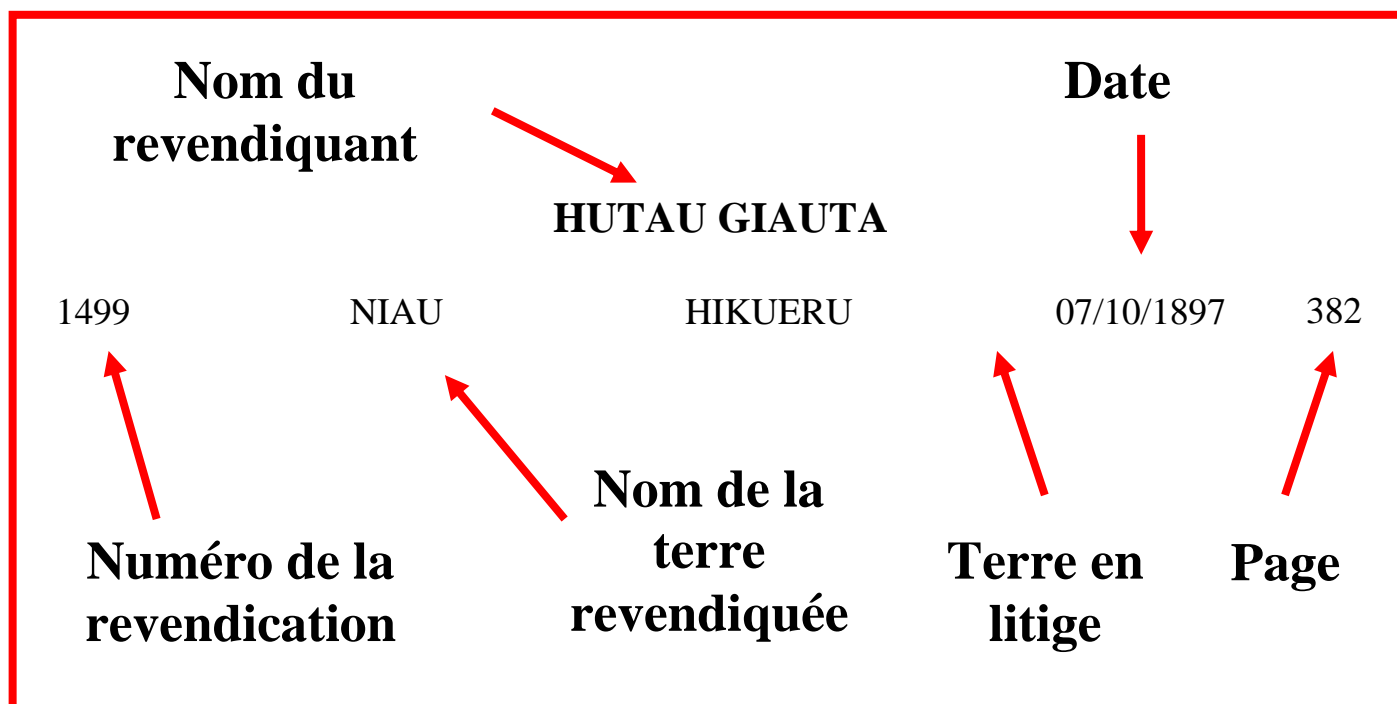 Nom du
revendiquant
Date
HUTAU GIAUTA
1499 NIAU HIKUERU 07/10/1897 382
Numéro de la
revendication
Nom de la
terre
revendiquée
Terre en
litige
Page